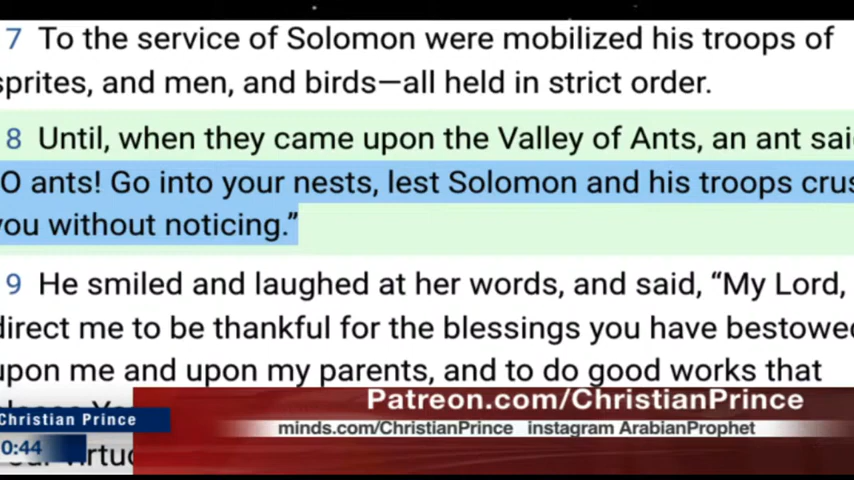 7 To the service of Solomon were mobilized his troops of
sprites, and men, and birds—all held in strict order.
8 Until, when they came upon the Valley of Ants, an ant sai
O ants! Go into your nests, lest Solomon and his troops crus
you without noticing.”
9 He smiled and laughed at her words, and said, “My Lord,
direct me to be thankful for the blessings you have bestowe
upon me and upon my parents, and to do good works that
Patreon.com/ChristianPrince
Christian Prince
minds.com/ChristianPrince instagram ArabianProphet
0:44